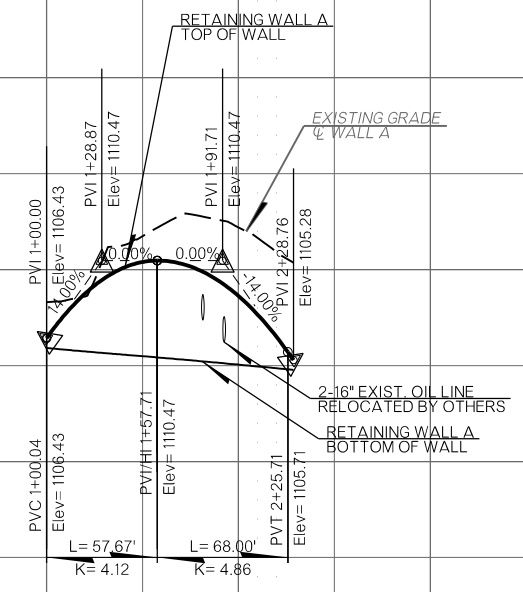 RETAINING WALL A
TOP OF WALL
EXISTING GRADE
℄ WALL A
PVI 1+00.00
Elev= 1106.43
PVI 1+28.87
Elev= 1110.47
PVI 1+91.71
Elev= 1110.47
PVI 2+28.76
Elev= 1105.28
14.00%
0.00%
0.00%
-14.00%
2-16" EXIST. OIL LINE
RELOCATED BY OTHERS
RETAINING WALL A
BOTTOM OF WALL
PVC 1+00.04
Elev= 1106.43
PVI/HI 1+57.71
Elev= 1110.47
PVT 2+25.71
Elev= 1105.71
L= 57.67'
K= 4.12
L= 68.00'
K= 4.86